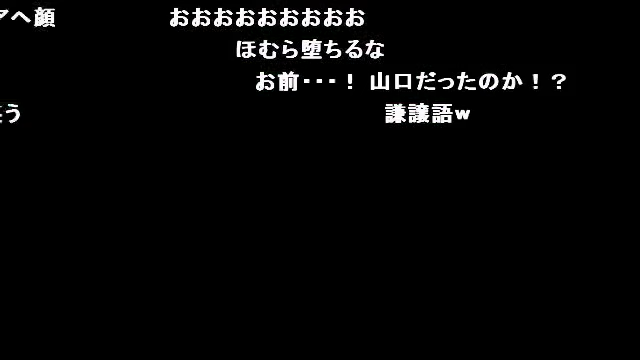 アヘ顔
おおおおおおおおお
ほむら堕ちるな
お前･･･！ 山口だったのか！？
う
謙譲語w